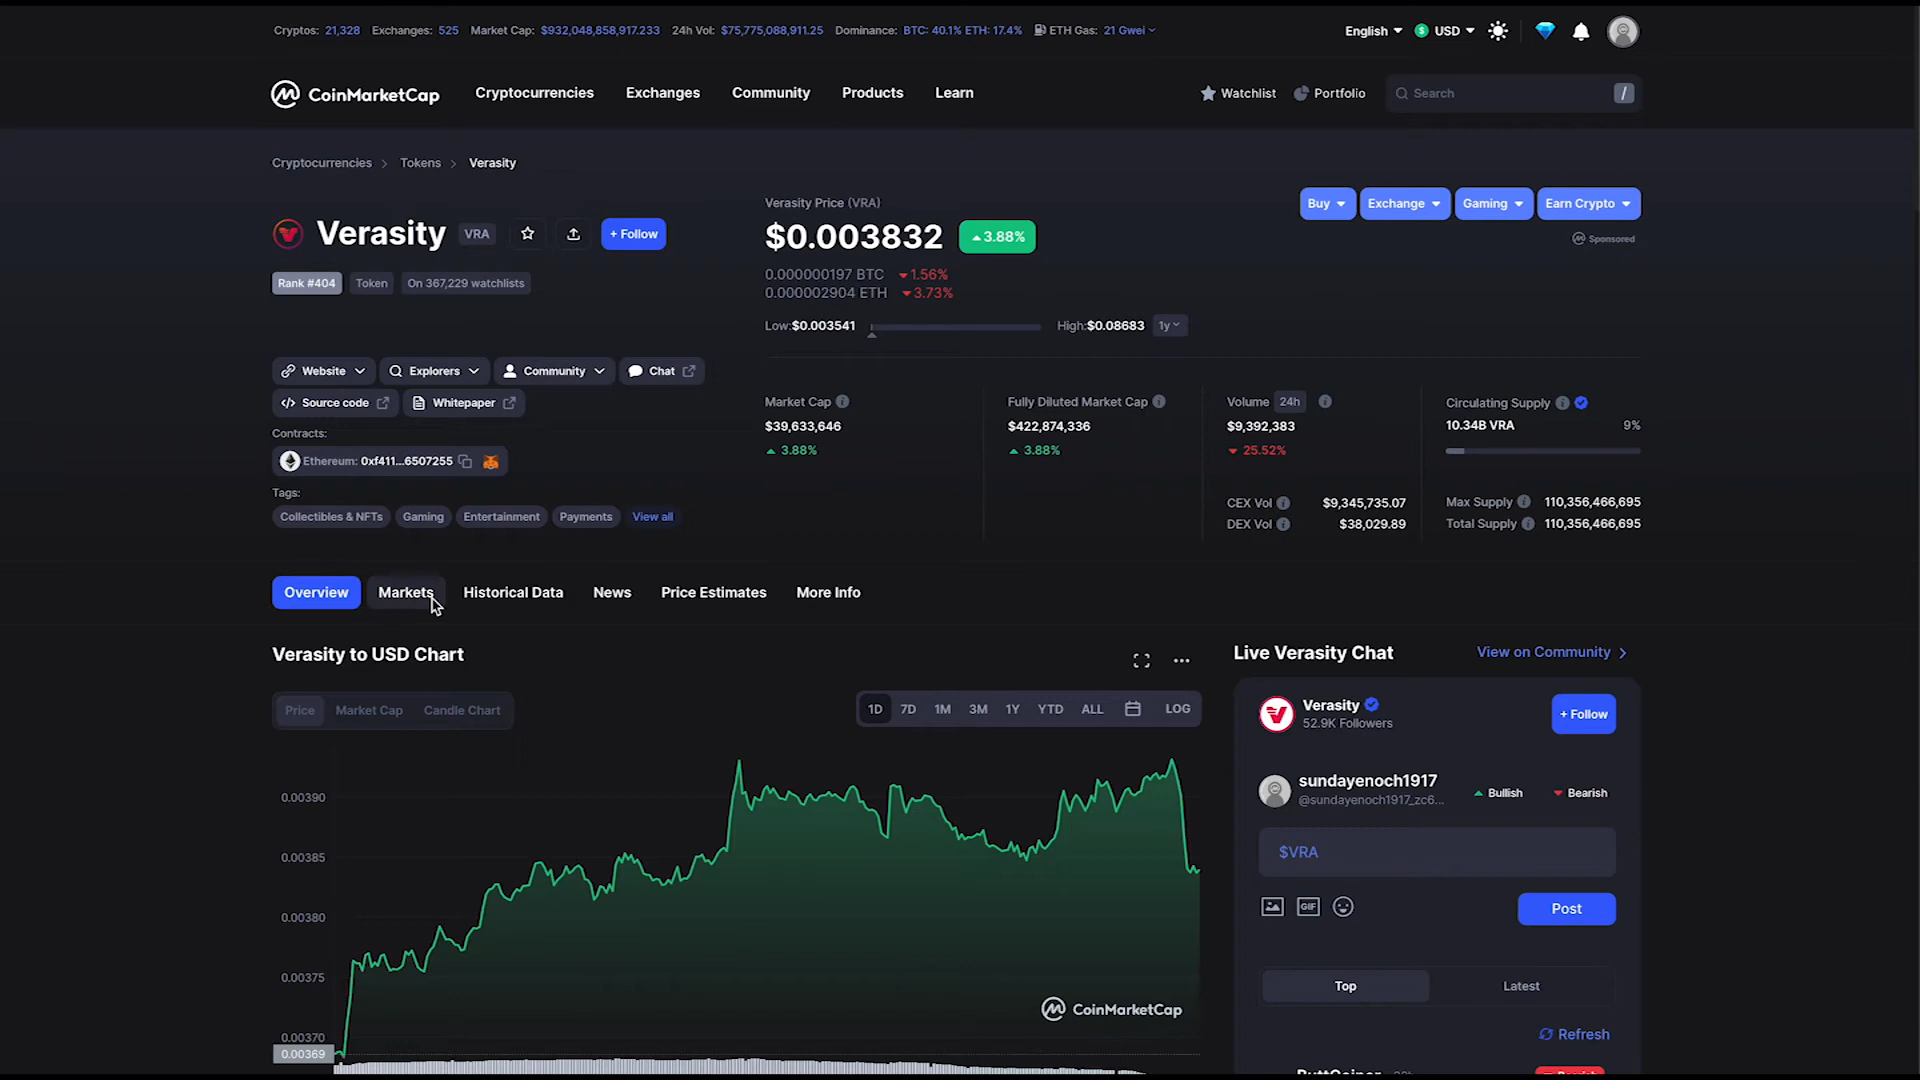 Cryptos: 21,328 Exchanges: 525 Market Cap: $932,048,858,917.233 24h Vol: $75,775,088,911.25 Dominance: BTC: 40.1% ETH: 17.4% ETH Gas: 21 Gwei
English $ USD
CoinMarketCap Cryptocurrencies Exchanges Community Products Learn Watchlist Portfolio Search /
Cryptocurrencies > Tokens > Verasity
Verasity VRA + Follow
Rank #404 Token On 367,229 watchlists
Website Explorers Community Chat
Source code Whitepaper
Contracts:
Ethereum: 0xf411...6507255
Tags:
Collectibles & NFTs Gaming Entertainment Payments View all
Verasity Price (VRA)
$0.003832 3.88%
0.000000197 BTC 1.56%
0.000002904 ETH 3.73%
Low:$0.003541 High:$0.08683 1y
Buy Exchange Gaming Earn Crypto
Sponsored
Market Cap
$39,633,646
3.88%
Fully Diluted Market Cap
$422,874,336
3.88%
Volume 24h
$9,392,383
25.52%
CEX Vol $9,345,735.07
DEX Vol $38,029.89
Circulating Supply
10.34B VRA 9%
Max Supply 110,356,466,695
Total Supply 110,356,466,695
Overview Markets Historical Data News Price Estimates More Info
Verasity to USD Chart
Price Market Cap Candle Chart 1D 7D 1M 3M 1Y YTD ALL LOG
0.00390
0.00385
0.00380
0.00375
0.00370
0.00369
CoinMarketCap
Live Verasity Chat View on Community >
Verasity
52.9K Followers
+ Follow
sundayenoch1917
@sundayenoch1917_zc6...
Bullish Bearish
$VRA
GIF Post
Top Latest
Refresh